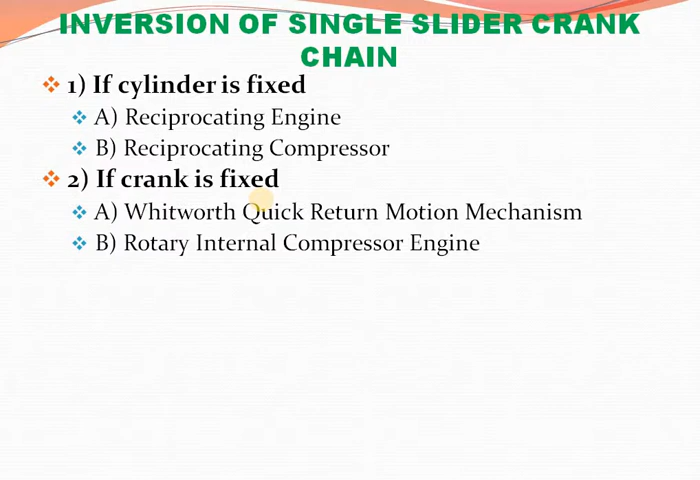 INVERSION OF SINGLE SLIDER CRANK
CHAIN
1) If cylinder is fixed
A) Reciprocating Engine
B) Reciprocating Compressor
2) If crank is fixed
A) Whitworth Quick Return Motion Mechanism
B) Rotary Internal Compressor Engine